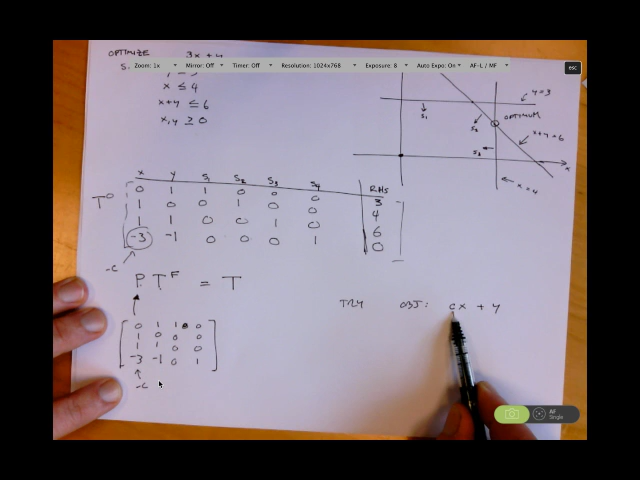 OPTIMIZE 3x + y
Zoom: 1x Mirror: Off Timer: Off Resolution: 1024x768 Exposure: 8 Auto Expo: On AF-L / MF
esc
S.
y ≤ 3
x ≤ 4
x+y ≤ 6
x, y ≥ 0
y=3
S1
S2
OPTIMUM
x+y=6
S3
x
x=4
x y S1 S2 S3 S4 RHS
T⁰
0 1 1 0 0 0 3
1 0 0 1 0 0 4
1 1 0 0 1 0 6
-3 -1 0 0 0 1 0
-c
P T^F = T
TRY OBJ: cx + y
0 1 1 0 0
1 0 0 0
1 1 0 0
-3 -1 0 1
-c
AF
Single